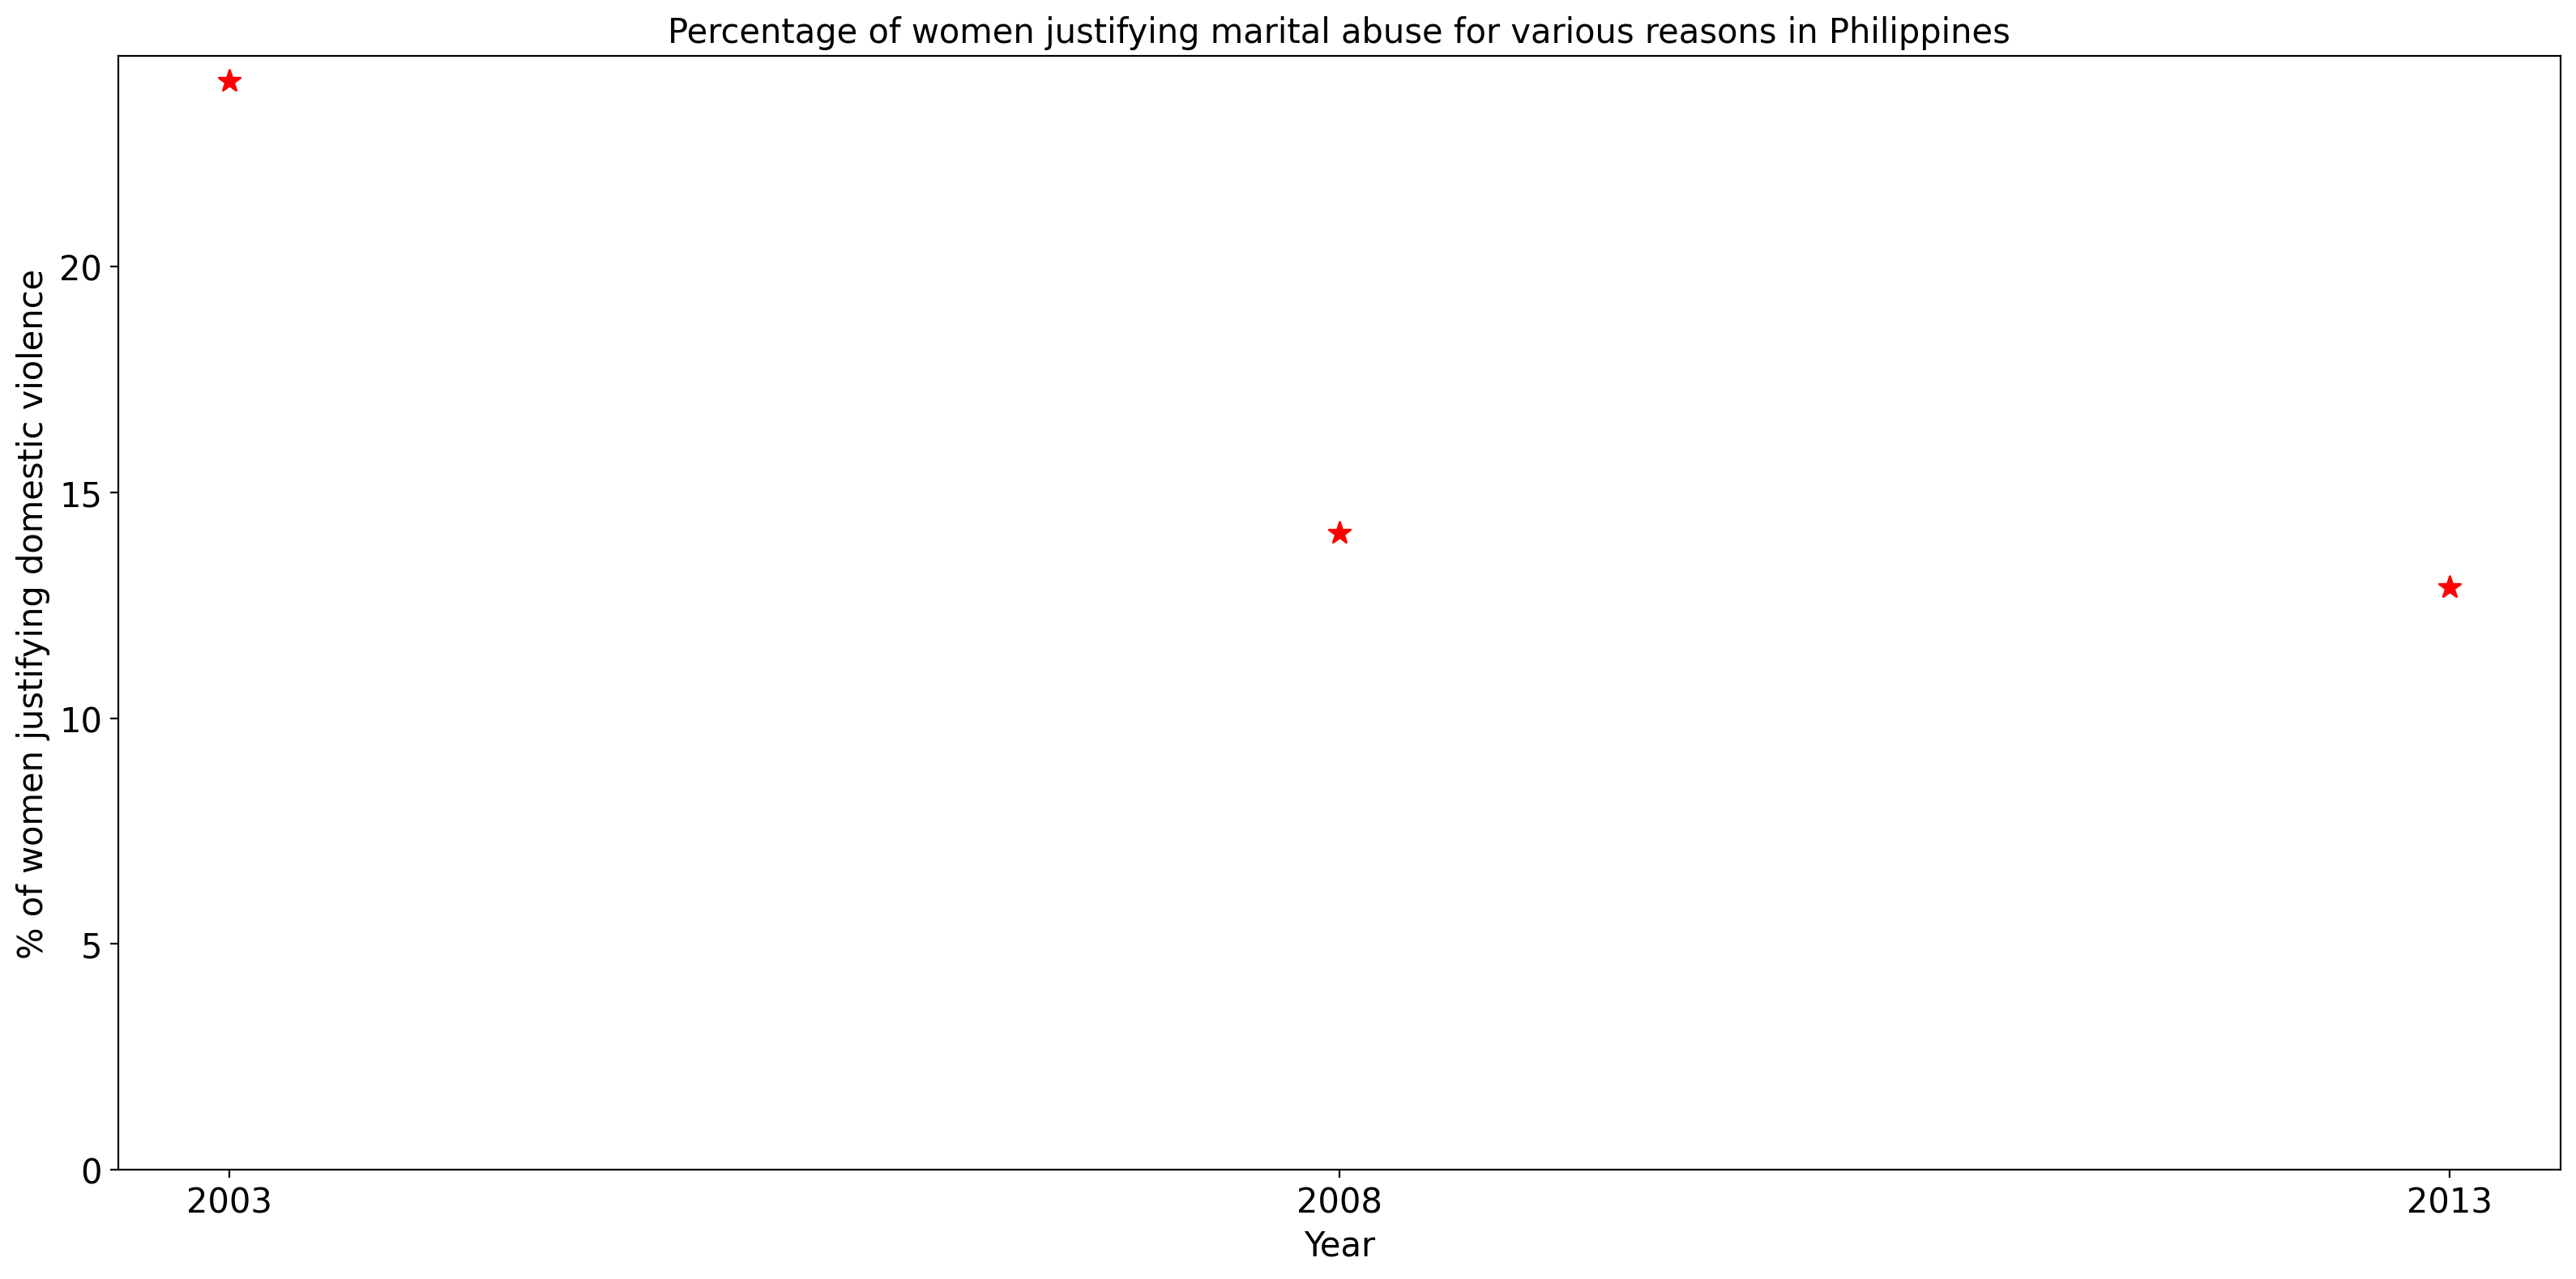 Percentage of women justifying marital abuse for various reasons in Philippines
% of women justifying domestic violence
20
15
10
5
0
2003 2008 2013
Year